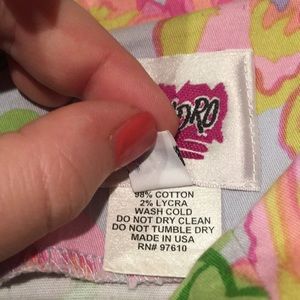 DRO
98% COTTON
2% LYCRA
WASH COLD
DO NOT DRY CLEAN
DO NOT TUMBLE DRY
MADE IN USA
RN# 97610